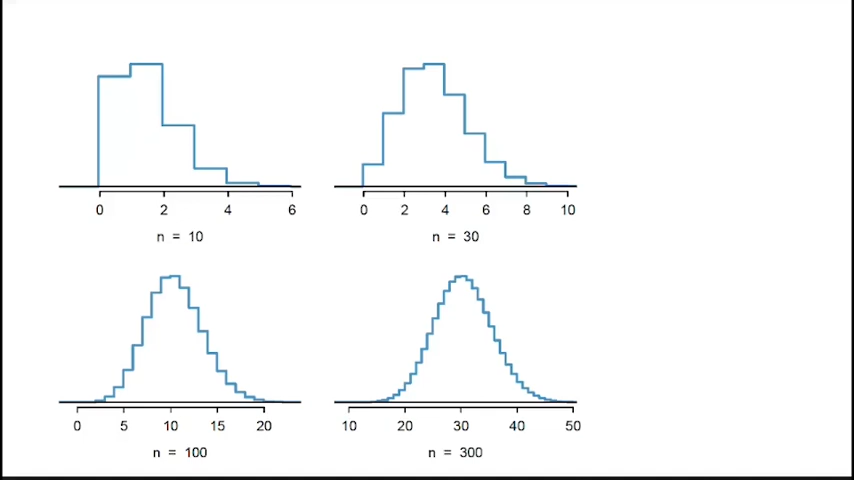 0 2 4 6
n = 10
0 2 4 6 8 10
n = 30
0 5 10 15 20
n = 100
10 20 30 40 50
n = 300